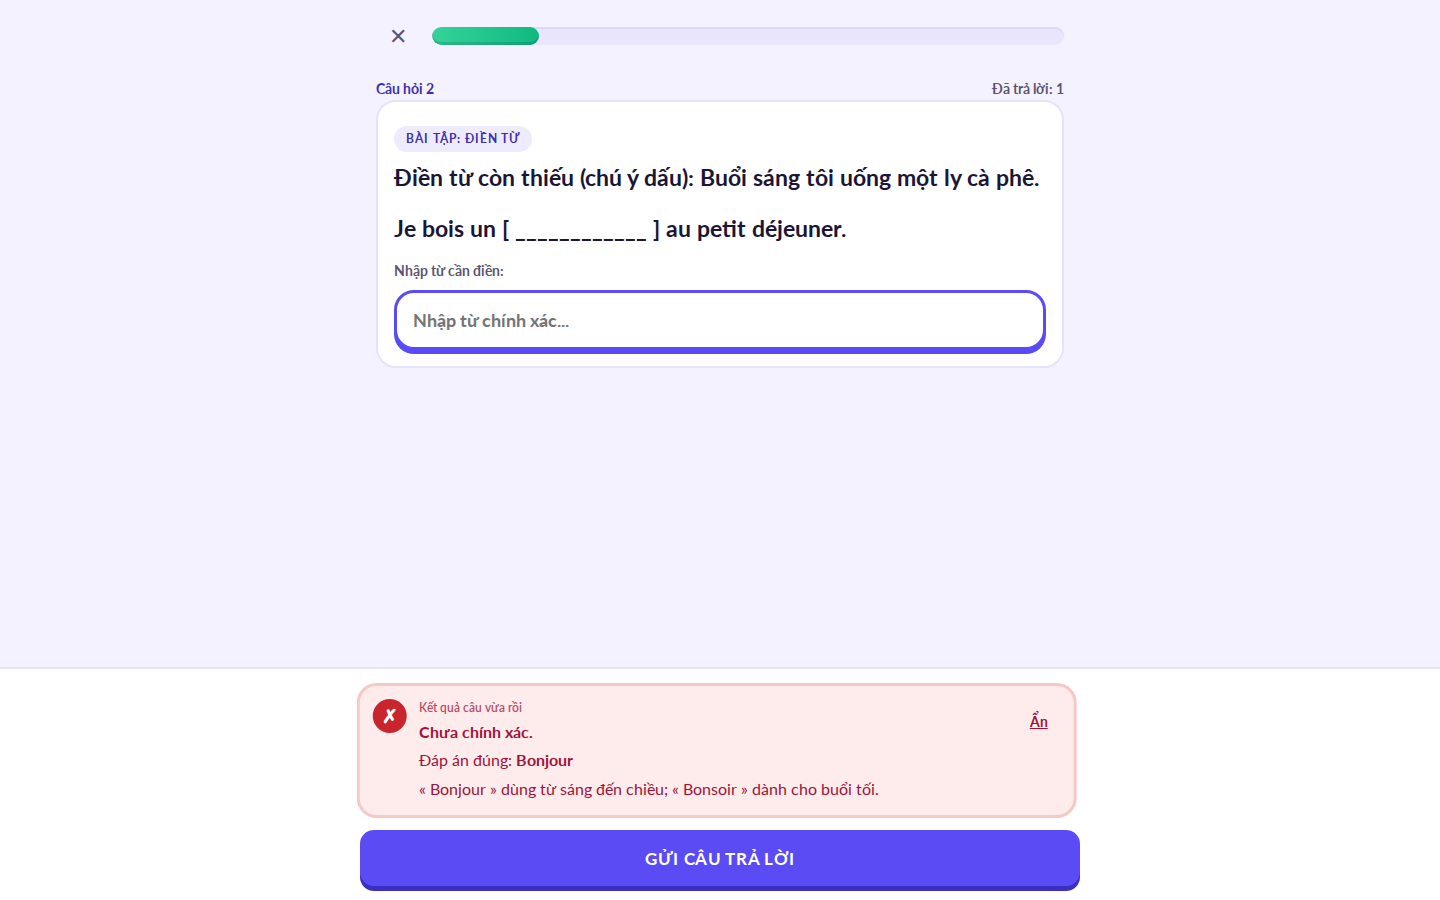 ✕
Câu hỏi 2
Đã trả lời: 1
BÀI TẬP: ĐIỀN TỪ
Điền từ còn thiếu (chú ý dấu): Buổi sáng tôi uống một ly cà phê.
Je bois un [ ____________ ] au petit déjeuner.
Nhập từ cần điền:
Nhập từ chính xác...
✗
Kết quả câu vừa rồi
Chưa chính xác.
Ẩn
Đáp án đúng: Bonjour
« Bonjour » dùng từ sáng đến chiều; « Bonsoir » dành cho buổi tối.
GỬI CÂU TRẢ LỜI